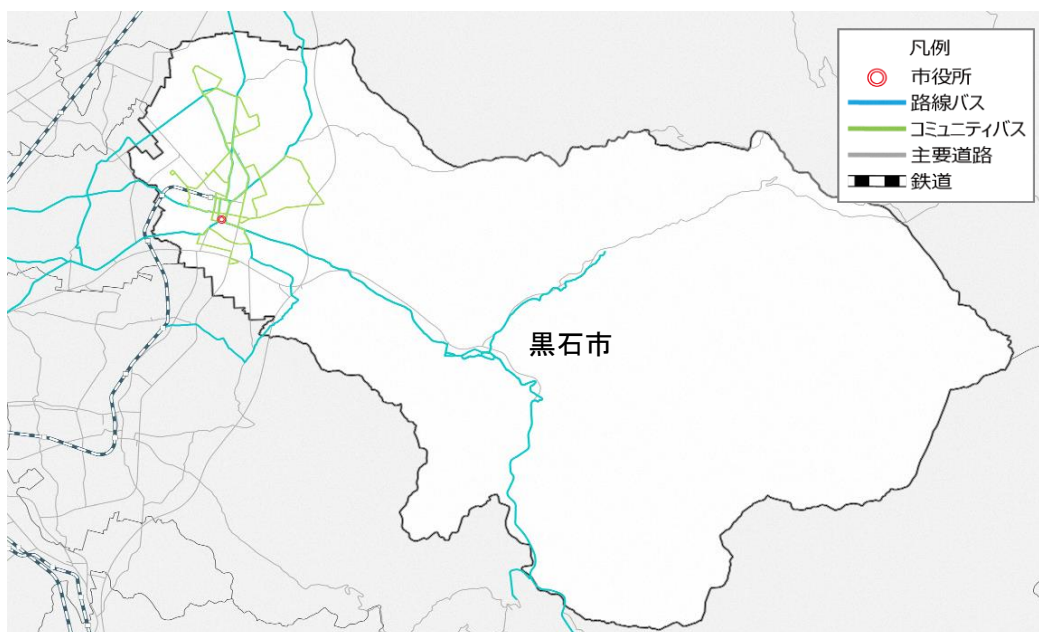 凡例
市役所
路線バス
コミュニティバス
主要道路
鉄道
黒石市